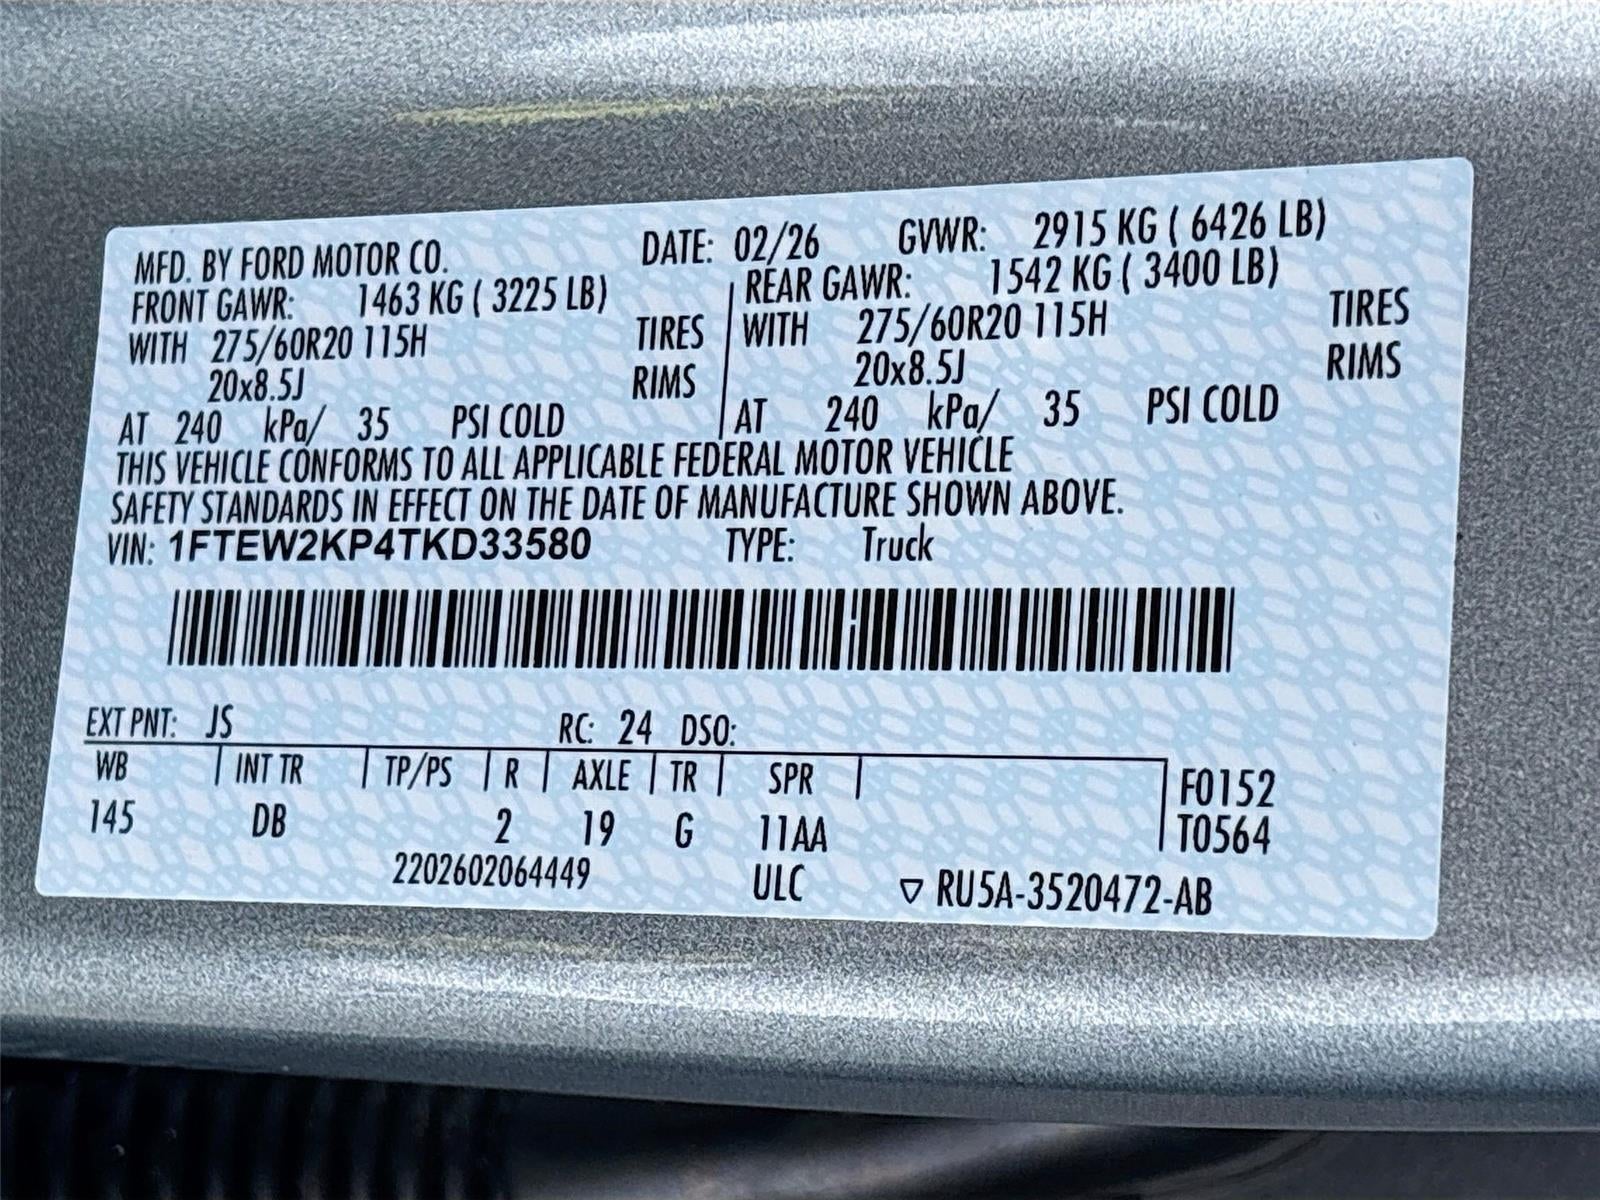 MFD. BY FORD MOTOR CO. DATE: 02/26 GVWR: 2915 KG ( 6426 LB)
FRONT GAWR: 1463 KG ( 3225 LB) REAR GAWR: 1542 KG ( 3400 LB)
WITH 275/60R20 115H TIRES WITH 275/60R20 115H TIRES
20x8.5J RIMS 20x8.5J RIMS
AT 240 kPa/ 35 PSI COLD AT 240 kPa/ 35 PSI COLD
THIS VEHICLE CONFORMS TO ALL APPLICABLE FEDERAL MOTOR VEHICLE
SAFETY STANDARDS IN EFFECT ON THE DATE OF MANUFACTURE SHOWN ABOVE.
VIN: 1FTEW2KP4TKD33580 TYPE: Truck
EXT PNT: JS RC: 24 DSO:
WB INT TR TP/PS R AXLE TR SPR F0152
145 DB 2 19 G 11AA T0564
2202602064449 ULC ▽ RU5A-3520472-AB